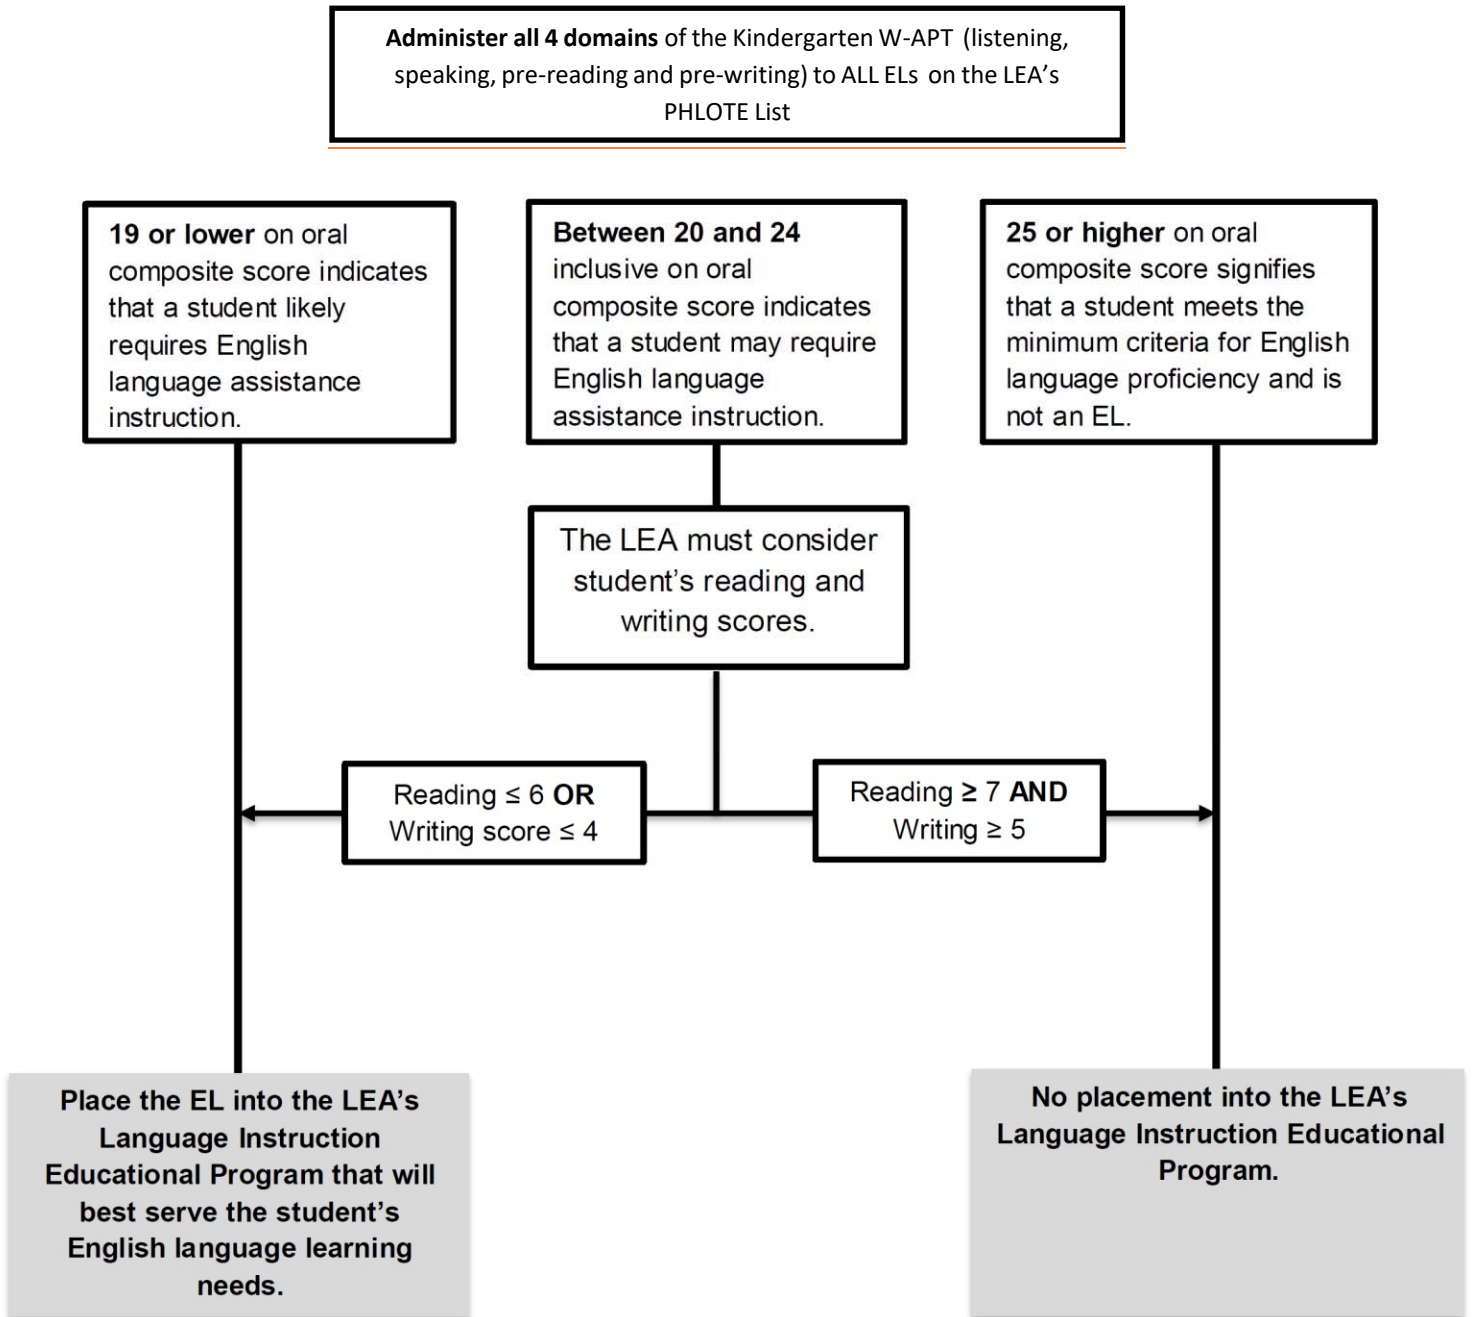 Administer all 4 domains of the Kindergarten W-APT (listening,
speaking, pre-reading and pre-writing) to ALL ELs on the LEA's
PHLOTE List
19 or lower on oral
composite score indicates
that a student likely
requires English
language assistance
instruction.
Between 20 and 24
inclusive on oral
composite score indicates
that a student may require
English language
assistance instruction.
25 or higher on oral
composite score signifies
that a student meets the
minimum criteria for English
language proficiency and is
not an EL.
The LEA must consider
student's reading and
writing scores.
Reading ≤ 6 OR
Writing score ≤ 4
Reading ≥ 7 AND
Writing ≥ 5
Place the EL into the LEA's
Language Instruction
Educational Program that will
best serve the student's
English language learning
needs.
No placement into the LEA's
Language Instruction Educational
Program.